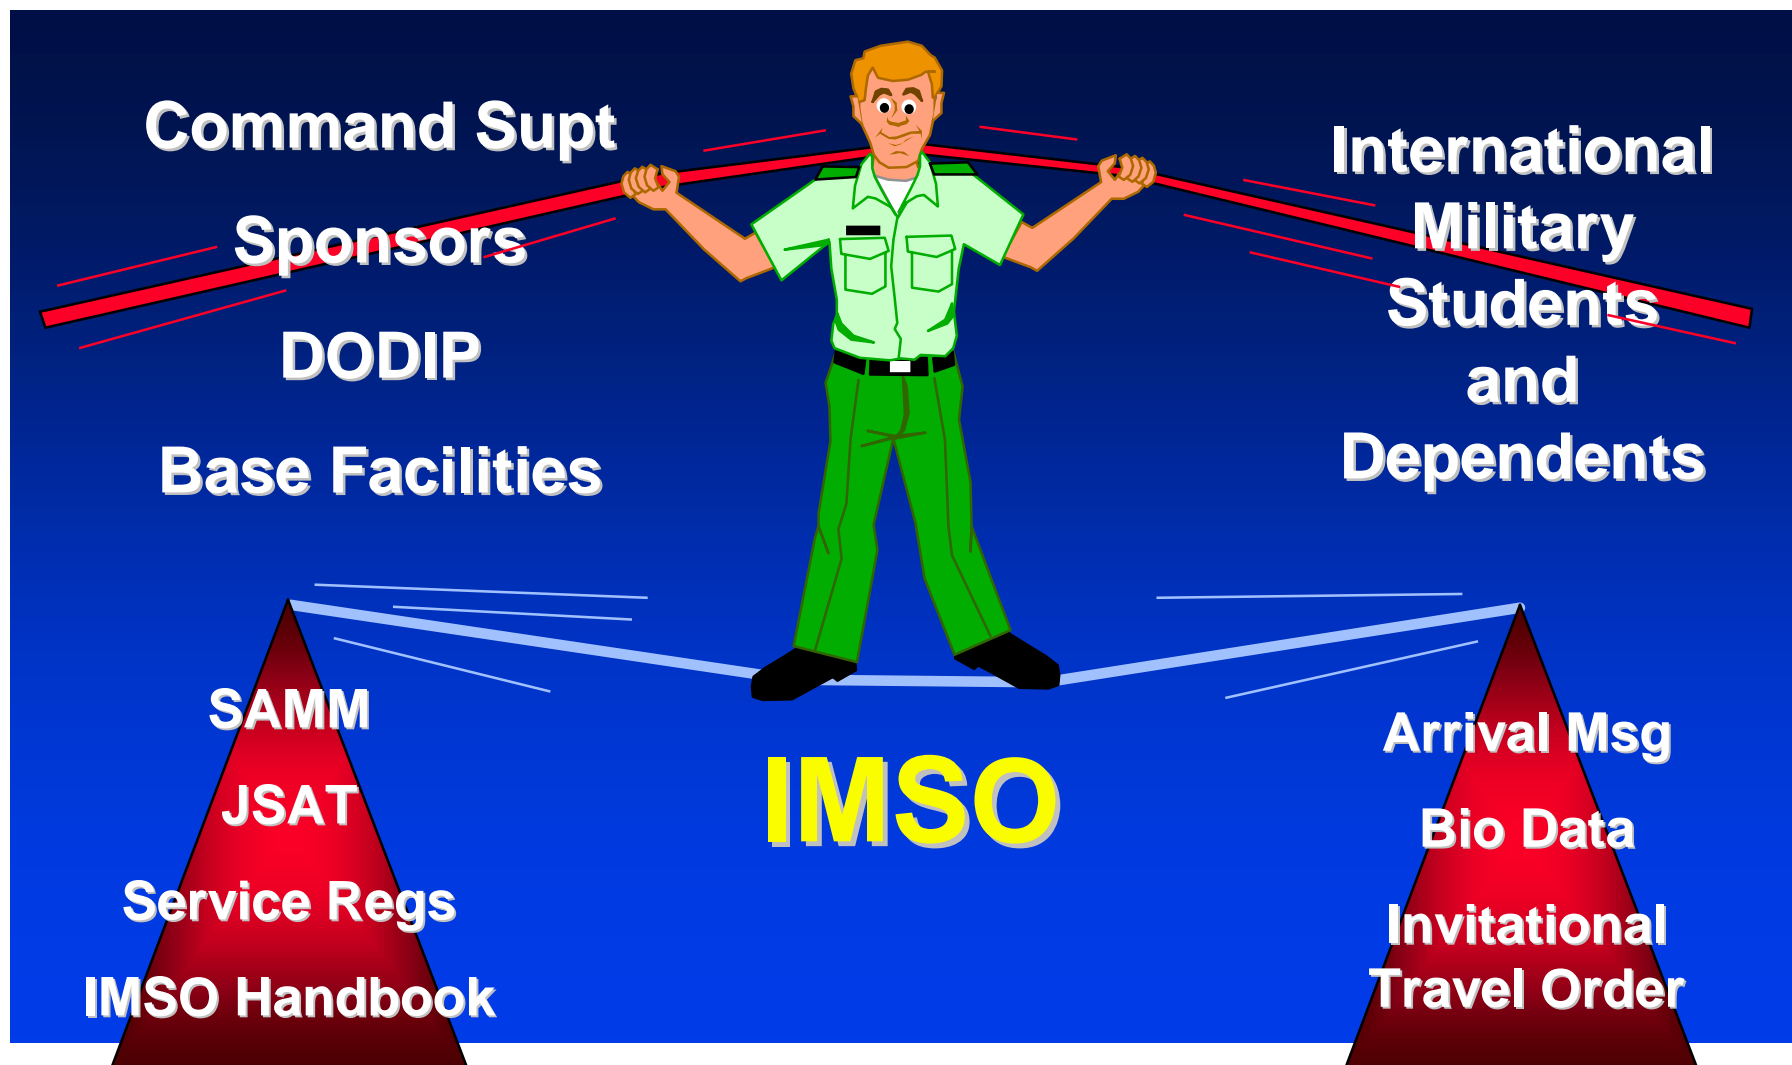 Command Supt
Sponsors
DODIP
Base Facilities
International
Military
Students
and
Dependents
SAMM
JSAT
Service Regs
IMSO Handbook
IMSO
Arrival Msg
Bio Data
Invitational
Travel Order